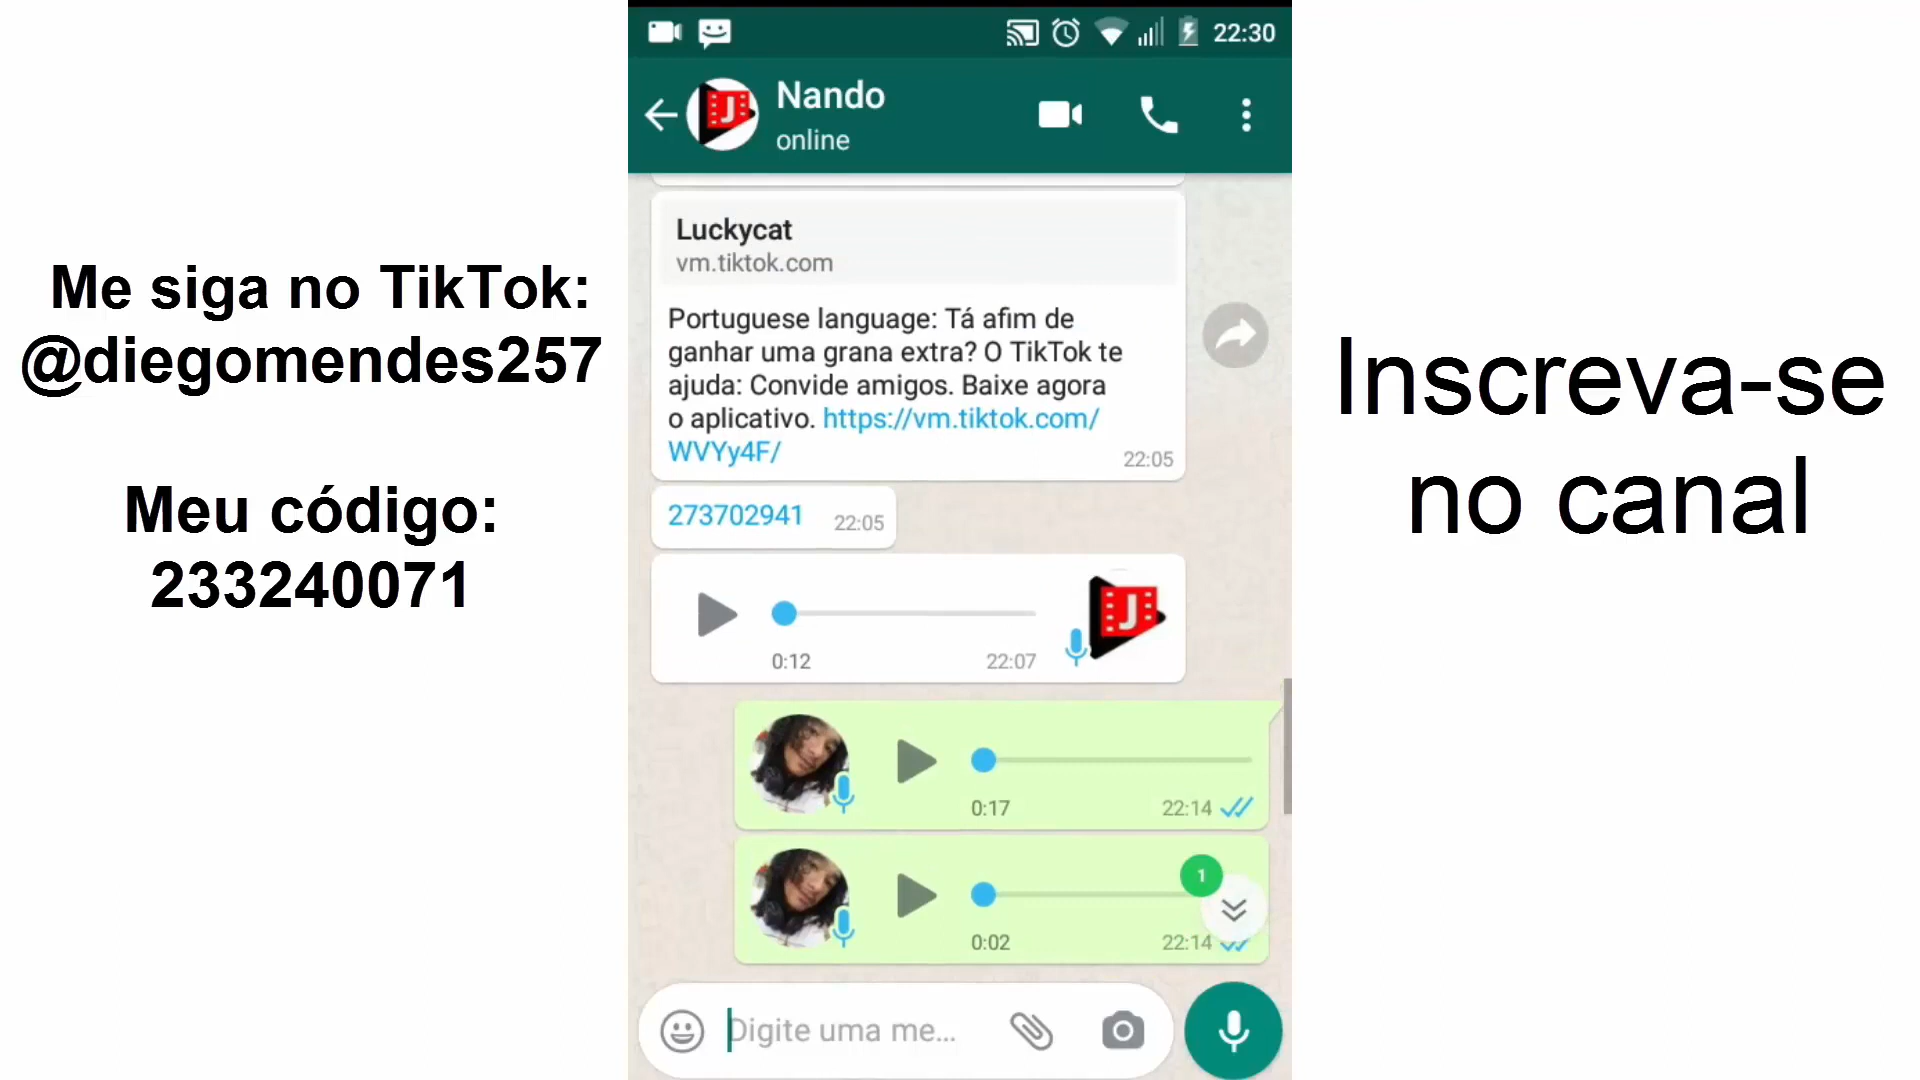 Me siga no TikTok:
@diegomendes257
Meu código:
233240071
22:30
Nando
online
Luckycat
vm.tiktok.com
Portuguese language: Tá afim de
ganhar uma grana extra? O TikTok te
ajuda: Convide amigos. Baixe agora
o aplicativo. https://vm.tiktok.com/
WVYy4F/
22:05
273702941 22:05
J
0:12 22:07
0:17 22:14
1
0:02 22:14
Digite uma me...
Inscreva-se
no canal